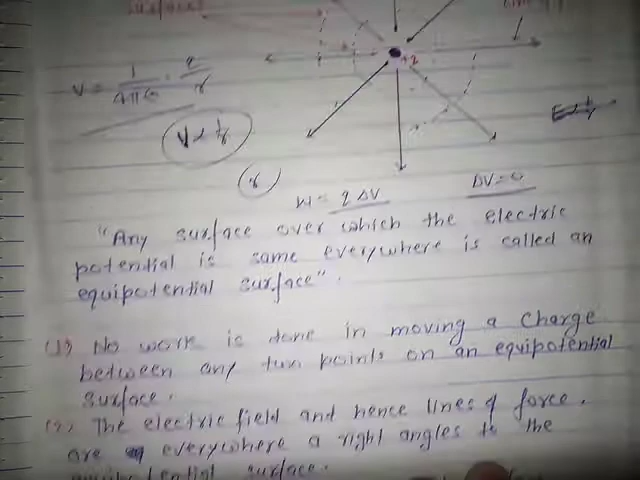 V = 1/4πε₀ · q/r
+q
V ∝ 1/r
W = q ΔV
ΔV = 0
"Any surface over which the electric
potential is same everywhere is called an
equipotential surface".
(1) No work is done in moving a charge
between any two points on an equipotential
surface.
(2) The electric field and hence lines of force.
are everywhere a right angles to the
surface.